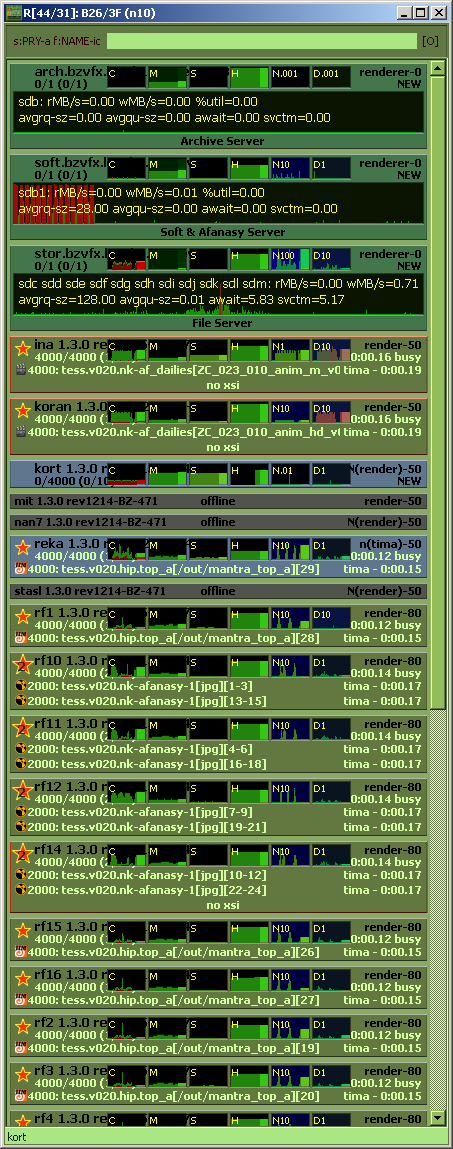 R[44/31]: B26/3F (n10)
s:PRY-a f:NAME-ic [O]
arch.bzvfx. C M S H N.001 D.001 renderer-0
0/1 (0/1) NEW
sdb: rMB/s=0.00 wMB/s=0.00 %util=0.00
avgrq-sz=0.00 avgqu-sz=0.00 await=0.00 svctm=0.00
Archive Server
soft.bzvfx. C M S H N10 D1 renderer-0
0/1 (0/1) NEW
sdb1: rMB/s=0.00 wMB/s=0.01 %util=0.00
avgrq-sz=28.00 avgqu-sz=0.00 await=0.00 svctm=0.00
Soft & Afanasy Server
stor.bzvfx. C M S H N100 D10 renderer-0
0/1 (0/1) NEW
sdc sdd sde sdf sdg sdh sdi sdj sdk sdl sdm: rMB/s=0.00 wMB/s=0.71
avgrq-sz=128.00 avgqu-sz=0.01 await=5.83 svctm=5.17
File Server
ina 1.3.0 re C M S H N1 D10 render-50
4000/4000 0:00.16 busy
4000: tess.v020.nk-af_dailies[ZC_023_010_anim_m_v0 tima - 0:00.19
no xsi
koran 1.3.0 C M S H N10 D10 render-50
4000/4000 0:00.16 busy
4000: tess.v020.nk-af_dailies[ZC_023_010_anim_hd_v tima - 0:00.19
no xsi
kort 1.3.0 r C M S H N.01 D.1 N(render)-50
0/4000 (0/10 NEW
mit 1.3.0 rev1214-BZ-471 offline render-50
nan7 1.3.0 rev1214-BZ-471 offline N(render)-50
reka 1.3.0 C M S H N10 D1 n(tima)-50
4000/4000 ( 0:00.12 busy
4000: tess.v020.hip.top_a[/out/mantra_top_a][29] tima - 0:00.15
stasl 1.3.0 rev1214-BZ-471 offline N(render)-50
rf1 1.3.0 re C M S H N10 D10 render-80
4000/4000 ( 0:00.12 busy
4000: tess.v020.hip.top_a[/out/mantra_top_a][28] tima - 0:00.15
rf10 1.3.0 r C M S H N10 D1 render-80
4000/4000 (2 0:00.14 busy
2000: tess.v020.nk-afanasy-1[jpg][1-3] tima - 0:00.17
2000: tess.v020.nk-afanasy-1[jpg][13-15] tima - 0:00.17
rf11 1.3.0 r C M S H N10 D1 render-80
4000/4000 (2 0:00.14 busy
2000: tess.v020.nk-afanasy-1[jpg][4-6] tima - 0:00.17
2000: tess.v020.nk-afanasy-1[jpg][16-18] tima - 0:00.17
rf12 1.3.0 r C M S H N10 D1 render-80
4000/4000 (2 0:00.14 busy
2000: tess.v020.nk-afanasy-1[jpg][7-9] tima - 0:00.17
2000: tess.v020.nk-afanasy-1[jpg][19-21] tima - 0:00.17
rf14 1.3.0 r C M S H N10 D1 render-80
4000/4000 (2 0:00.14 busy
2000: tess.v020.nk-afanasy-1[jpg][10-12] tima - 0:00.17
2000: tess.v020.nk-afanasy-1[jpg][22-24] tima - 0:00.17
no xsi
rf15 1.3.0 r C M S H N10 D1 render-80
4000/4000 ( 0:00.12 busy
4000: tess.v020.hip.top_a[/out/mantra_top_a][26] tima - 0:00.15
rf16 1.3.0 r C M S H N10 D1 render-80
4000/4000 ( 0:00.12 busy
4000: tess.v020.hip.top_a[/out/mantra_top_a][27] tima - 0:00.15
rf2 1.3.0 re C M S H N10 D1 render-80
4000/4000 ( 0:00.12 busy
4000: tess.v020.hip.top_a[/out/mantra_top_a][19] tima - 0:00.15
rf3 1.3.0 re C M S H N10 D1 render-80
4000/4000 ( 0:00.12 busy
4000: tess.v020.hip.top_a[/out/mantra_top_a][20] tima - 0:00.15
rf4 1.3.0 re C M S H N10 D1 render-80
kort